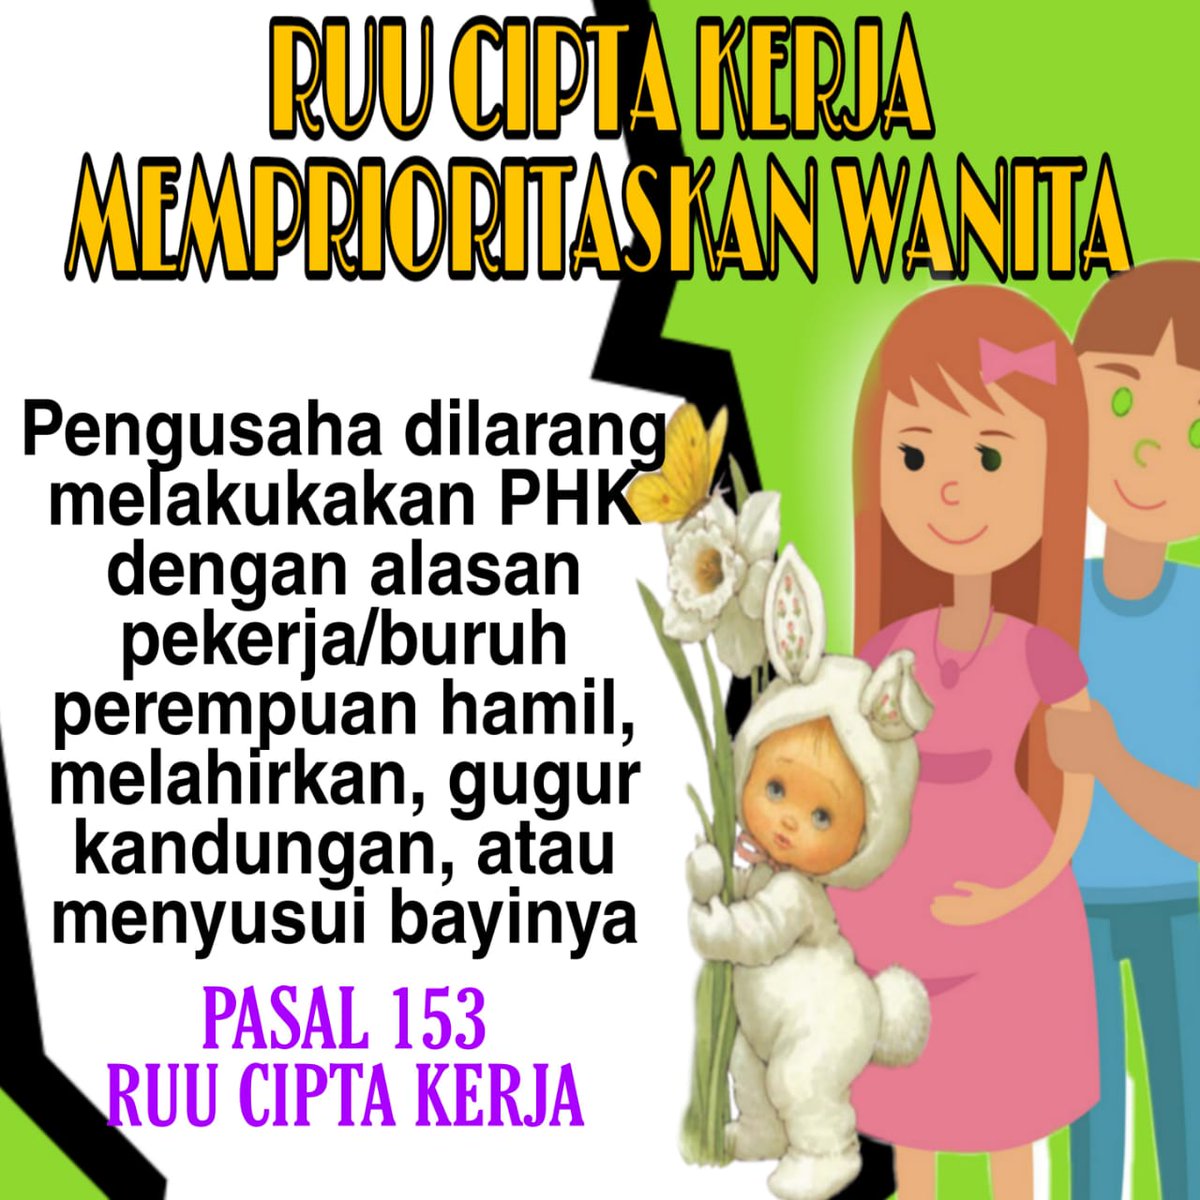 RUU CIPTA KERJA
MEMPRIORITASKAN WANITA
Pengusaha dilarang
melakukakan PHK
dengan alasan
pekerja/buruh
perempuan hamil,
melahirkan, gugur
kandungan, atau
menyusui bayinya
PASAL 153
RUU CIPTA KERJA